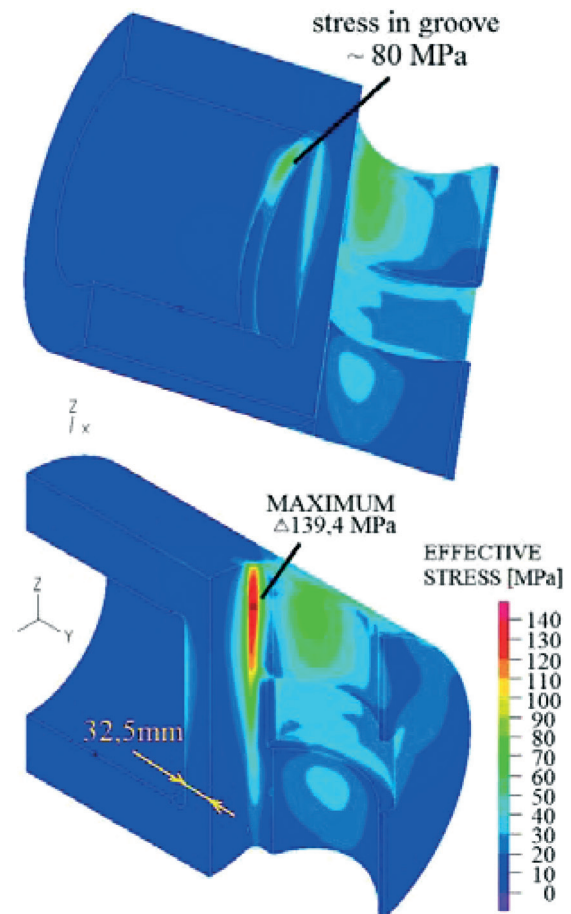 stress in groove
~ 80 MPa
Z
x
MAXIMUM
△139,4 MPa
EFFECTIVE
STRESS [MPa]
Z
Y
140
130
120
110
100
90
80
70
60
50
40
30
20
10
0
32,5mm